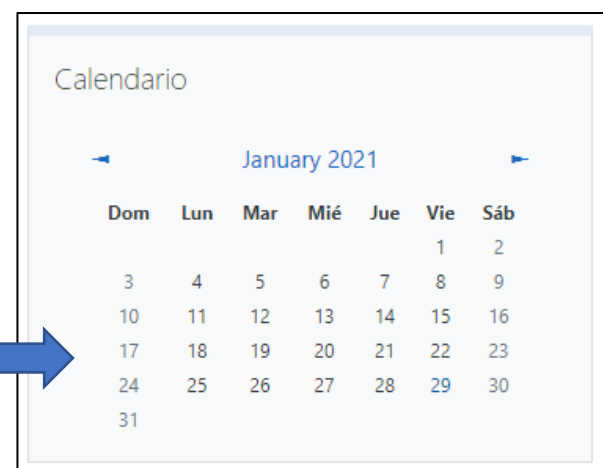 Calendario
January 2021
Dom Lun Mar Mié Jue Vie Sáb
1 2
3 4 5 6 7 8 9
10 11 12 13 14 15 16
17 18 19 20 21 22 23
24 25 26 27 28 29 30
31